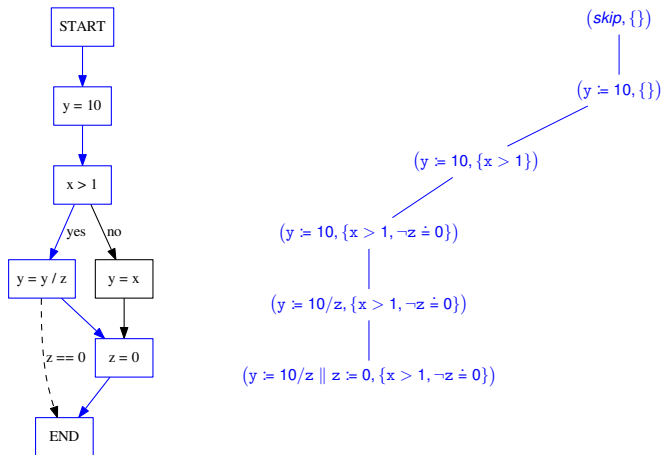 START
y = 10
x > 1
yes
no
y = y / z
y = x
z == 0
z = 0
END
(skip, {})
(y ≔ 10, {})
(y ≔ 10, {x > 1})
(y ≔ 10, {x > 1, ¬z ≐ 0})
(y ≔ 10/z, {x > 1, ¬z ≐ 0})
(y ≔ 10/z ∥ z ≔ 0, {x > 1, ¬z ≐ 0})